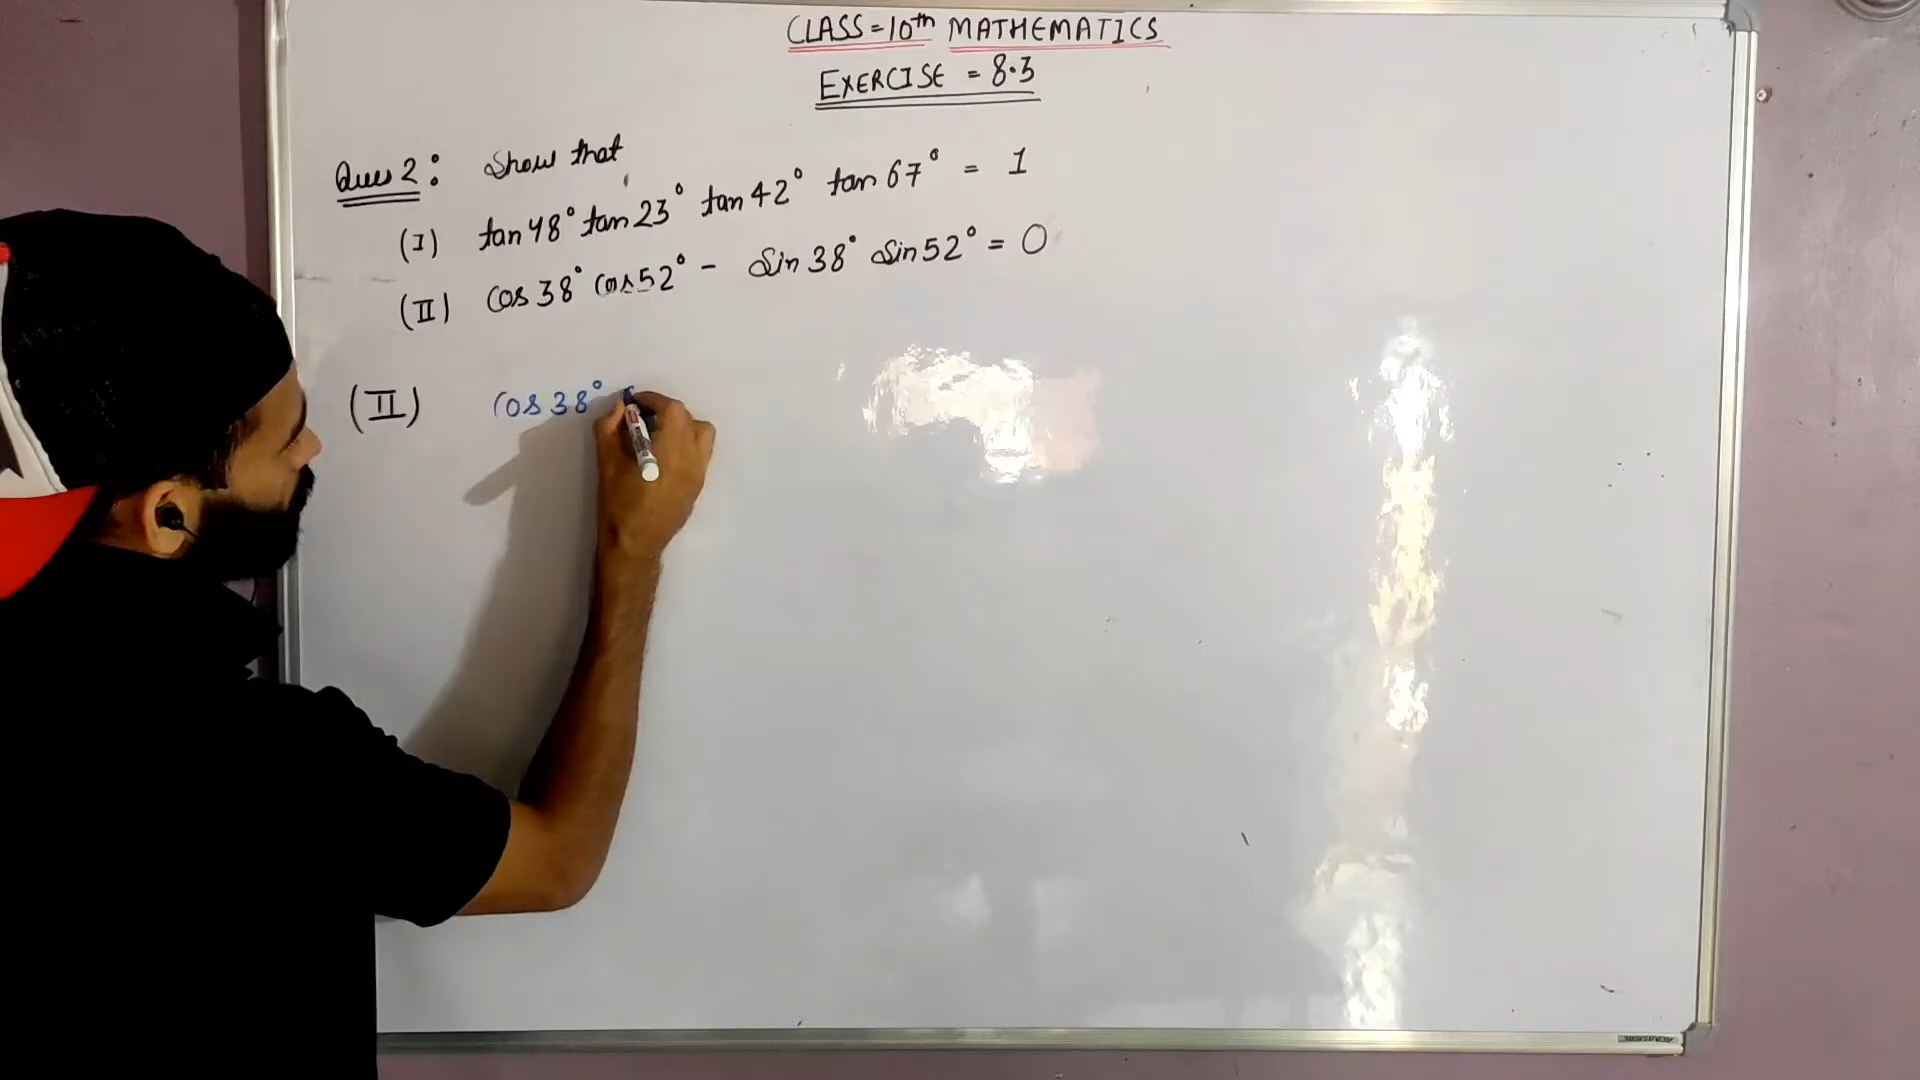 CLASS = 10th MATHEMATICS
EXERCISE = 8.3
Ques 2: Show that
(I) tan 48° tan 23° tan 42° tan 67° = 1
(II) Cos 38° Cos 52° - Sin 38° Sin 52° = 0
(II) Cos 38°